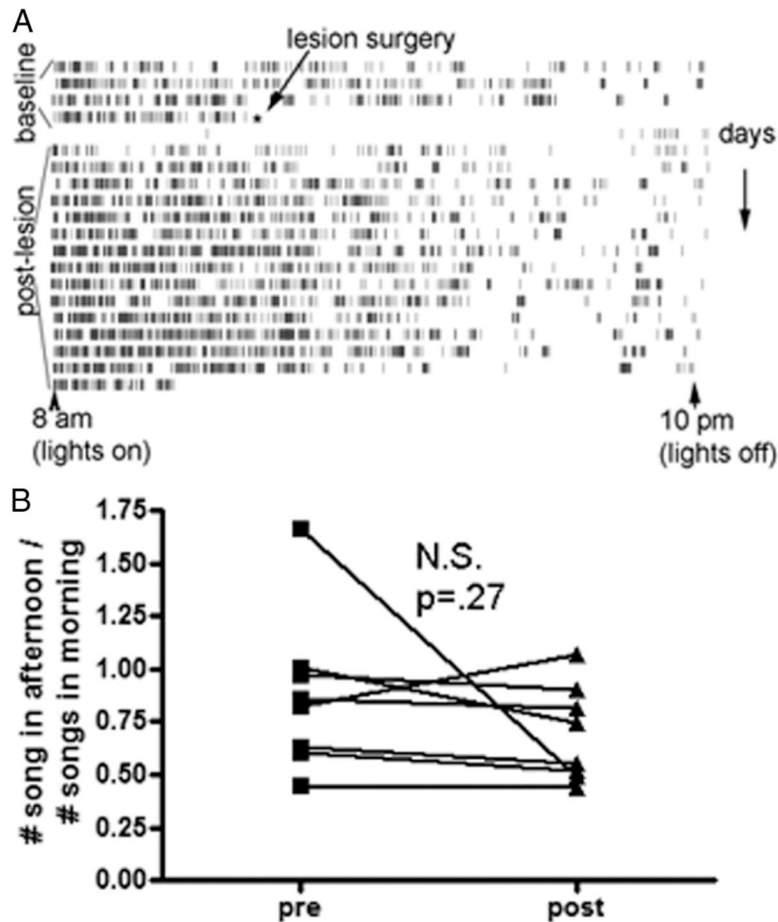 A
lesion surgery
baseline
days
post-lesion
8 am
(lights on)
10 pm
(lights off)
B
# song in afternoon /
# songs in morning
1.75
1.50
1.25
1.00
0.75
0.50
0.25
0.00
N.S.
p=.27
pre
post